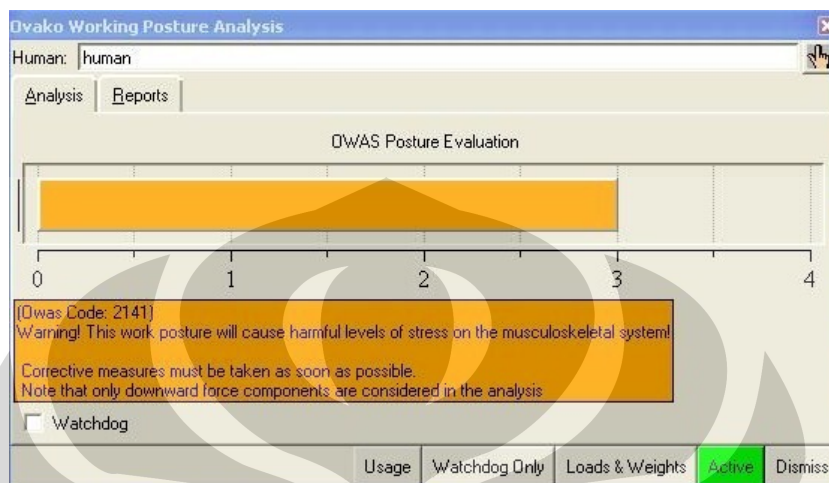 Ovako Working Posture Analysis
Human: human
Analysis Reports
OWAS Posture Evaluation
0 1 2 3 4
(Owas Code: 2141)
Warning! This work posture will cause harmful levels of stress on the musculoskeletal system!
Corrective measures must be taken as soon as possible.
Note that only downward force components are considered in the analysis
Watchdog
Usage Watchdog Only Loads & Weights Active Dismiss